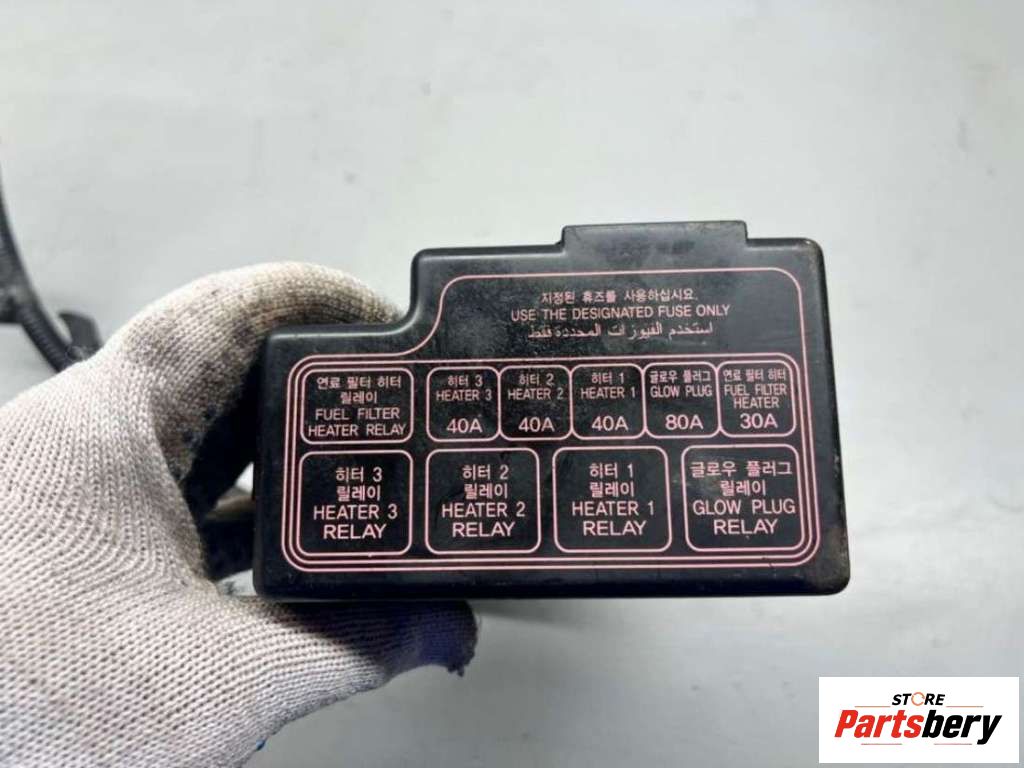 지정된 휴즈를 사용하십시요.
USE THE DESIGNATED FUSE ONLY
استخدم الفيوزات المحددة فقط
연료 필터 히터
릴레이
FUEL FILTER
HEATER RELAY
히터 3
HEATER 3
40A
히터 2
HEATER 2
40A
히터 1
HEATER 1
40A
글로우 플러그
GLOW PLUG
80A
연료 필터 히터
FUEL FILTER
HEATER
30A
히터 3
릴레이
HEATER 3
RELAY
히터 2
릴레이
HEATER 2
RELAY
히터 1
릴레이
HEATER 1
RELAY
글로우 플러그
릴레이
GLOW PLUG
RELAY
STORE
Partsbery